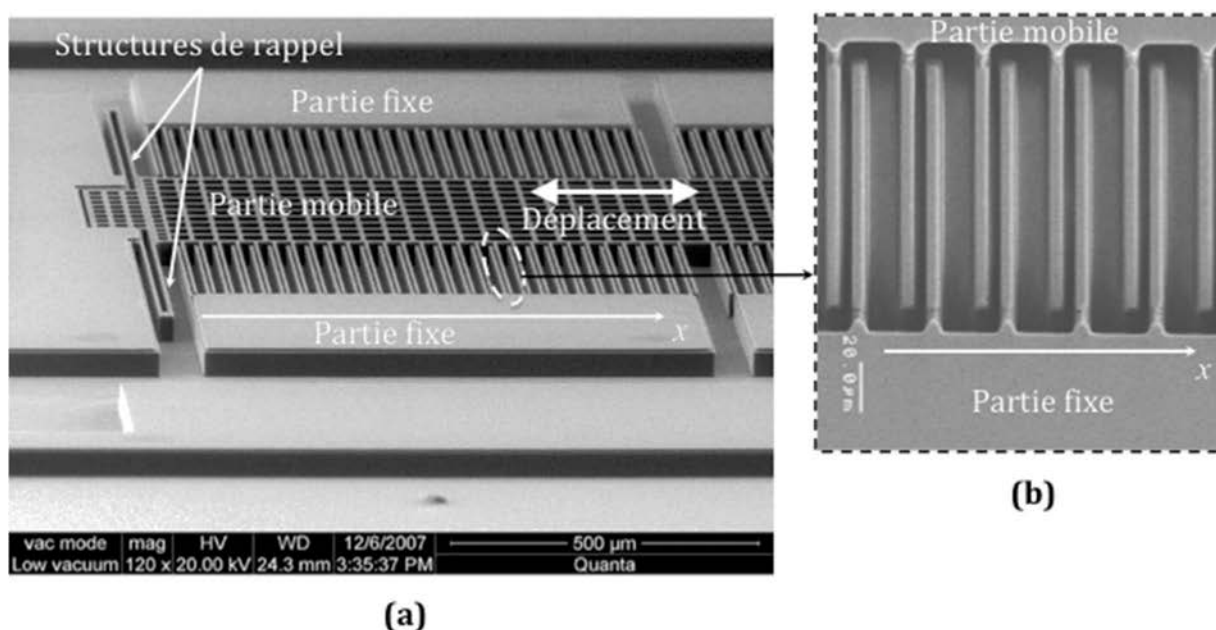 Structures de rappel
Partie fixe
Partie mobile
Déplacement
Partie fixe
x
vac mode mag HV WD 12/6/2007 500 µm
Low vacuum 120 x 20.00 kV 24.3 mm 3:35:37 PM Quanta
(a)
Partie mobile
x
20.0µm
Partie fixe
(b)